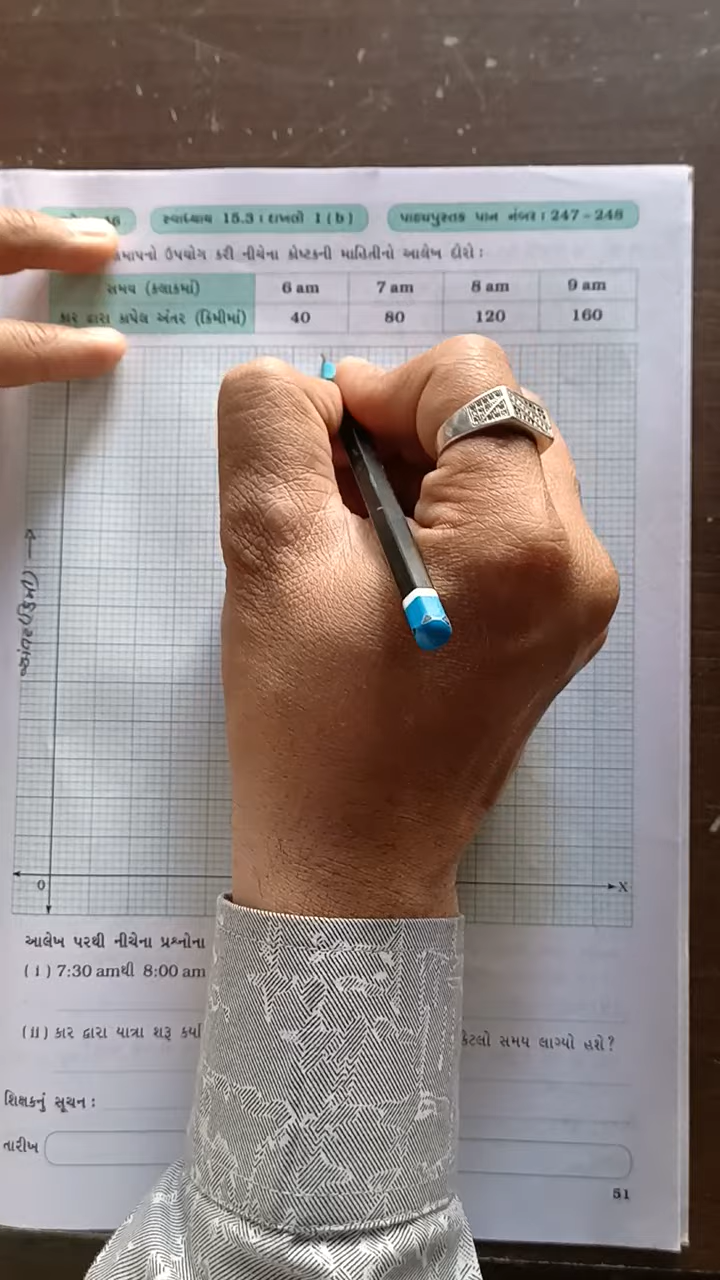 સ્વાધ્યાય 15.3 : દાખલો 1 ( b ) પાઠ્યપુસ્તક પાન નંબર : 247 - 248
ઉપયોગ કરી નીચેના કોષ્ટકની માહિતીનો આલેખ દોરો :
સમય (કલાકમાં) 6 am 7 am 8 am 9 am
કાર દ્વારા કાપેલ અંતર (કિમીમાં) 40 80 120 160
અંતર(કિમી) →
0 X
આલેખ પરથી નીચેના પ્રશ્નોના
( i ) 7:30 amથી 8:00 am
(ii) કાર દ્વારા યાત્રા શરૂ કર્યા કેટલો સમય લાગ્યો હશે?
શિક્ષકનું સૂચન :
તારીખ
51